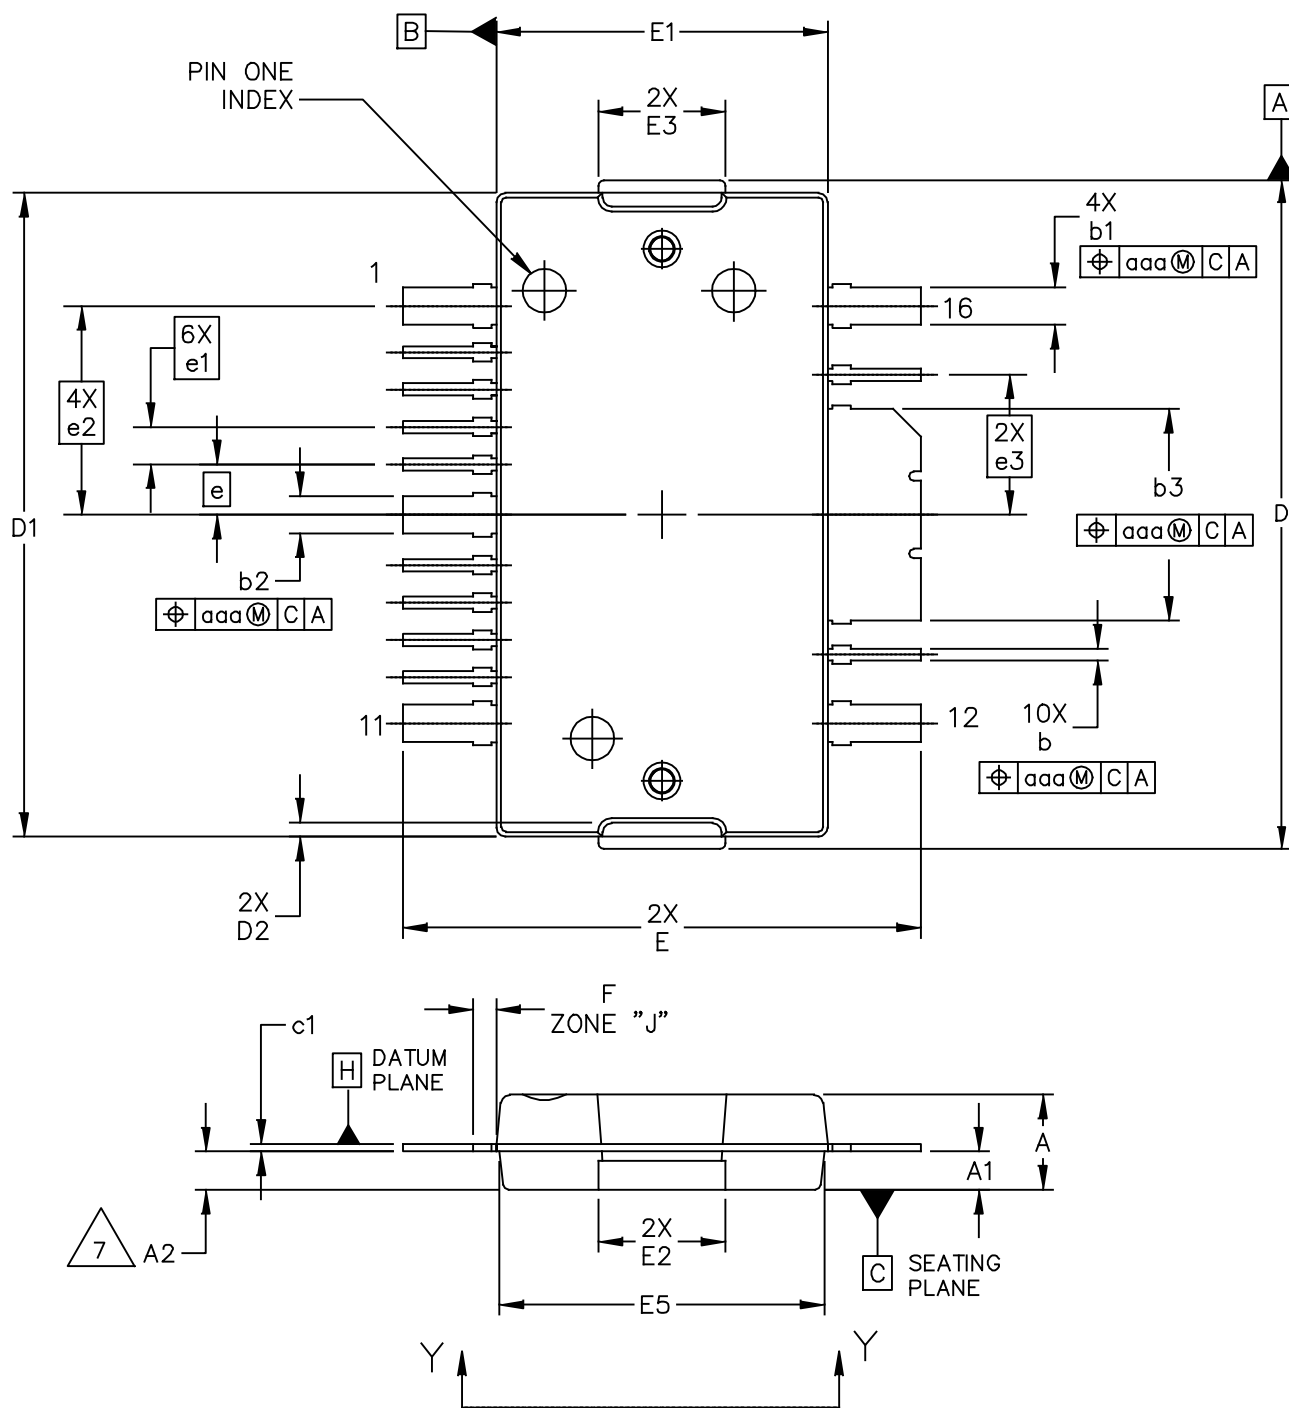 B
E1
PIN ONE
INDEX
2X
E3
A
4X
b1
⌖ aaa Ⓜ C A
1
16
6X
e1
4X
e2
2X
e3
e
b3
⌖ aaa Ⓜ C A
D1
D
b2
⌖ aaa Ⓜ C A
11
12
10X
b
⌖ aaa Ⓜ C A
2X
D2
2X
E
F
ZONE "J"
c1
H
DATUM
PLANE
A
A1
7
A2
2X
E2
C
SEATING
PLANE
E5
Y
Y